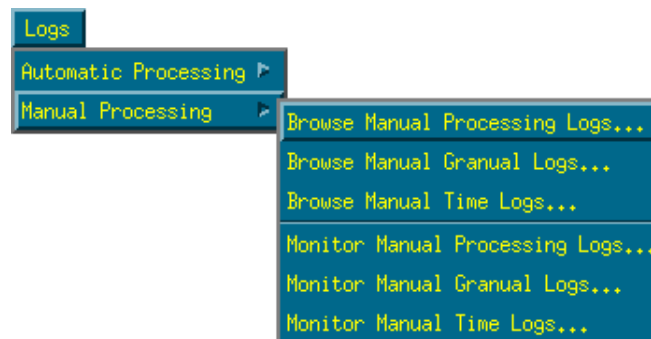 Logs
Automatic Processing
Manual Processing
Browse Manual Processing Logs...
Browse Manual Granual Logs...
Browse Manual Time Logs...
Monitor Manual Processing Logs...
Monitor Manual Granual Logs...
Monitor Manual Time Logs...